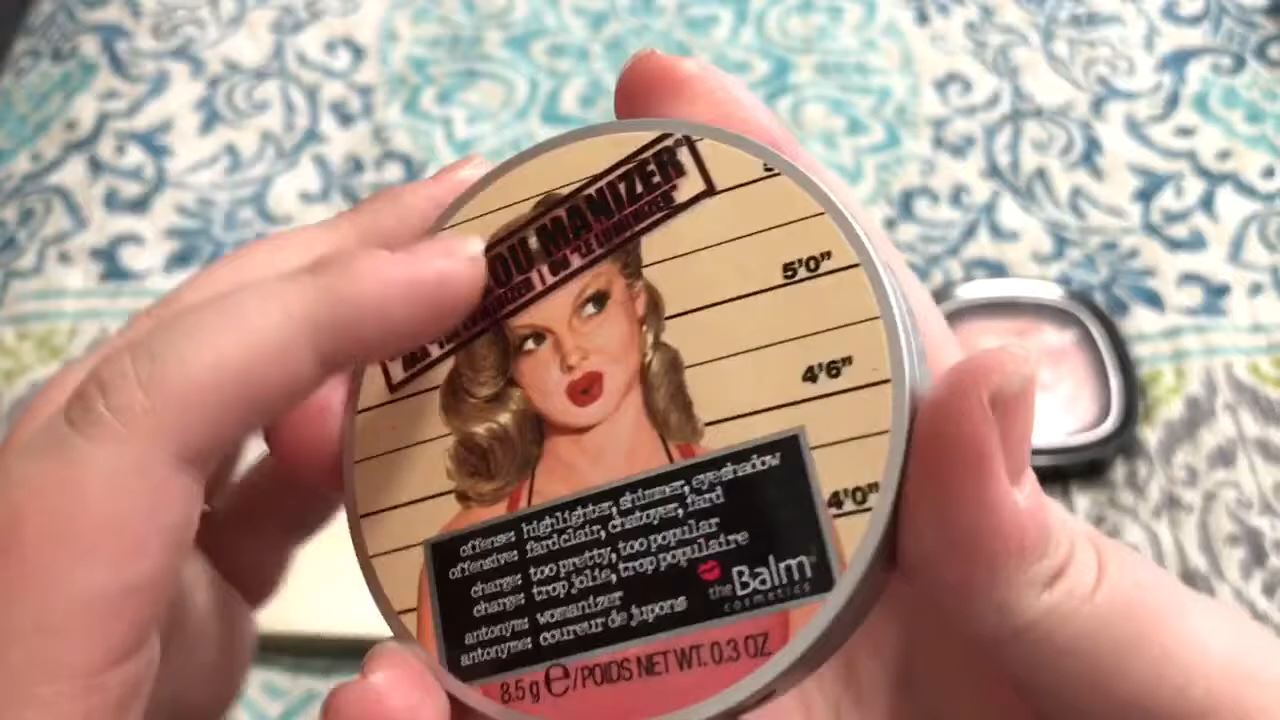 OU MANIZER
5'0"
4'6"
4'0"
offense: highlighter, shimmer, eyeshadow
offensive: fard clair, chatoyer, fard
charge: too pretty, too popular
charge: trop jolie, trop populaire
antonym: womanizer
antonyme: coureur de jupons
theBalm
cosmetics
8.5 g e/POIDS NET WT. 0.3 OZ